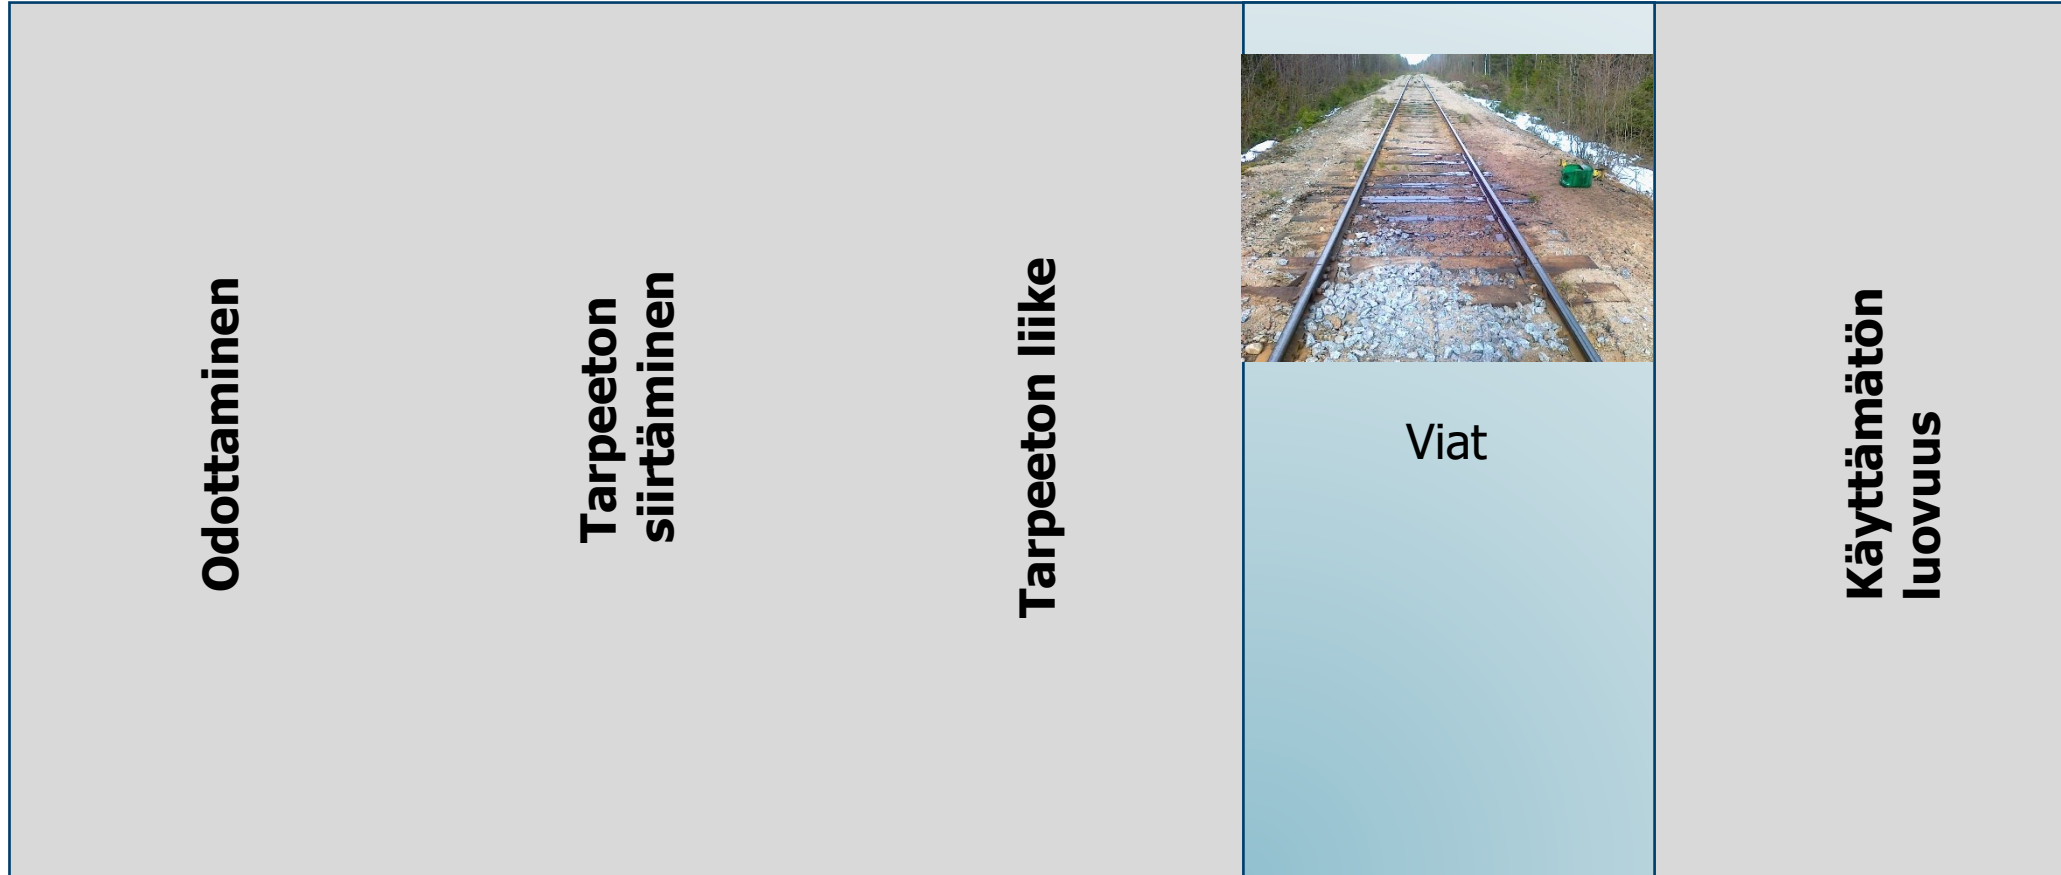 Odottaminen
Tarpeeton
siirtäminen
Tarpeeton liike
Viat
Käyttämätön
luovuus